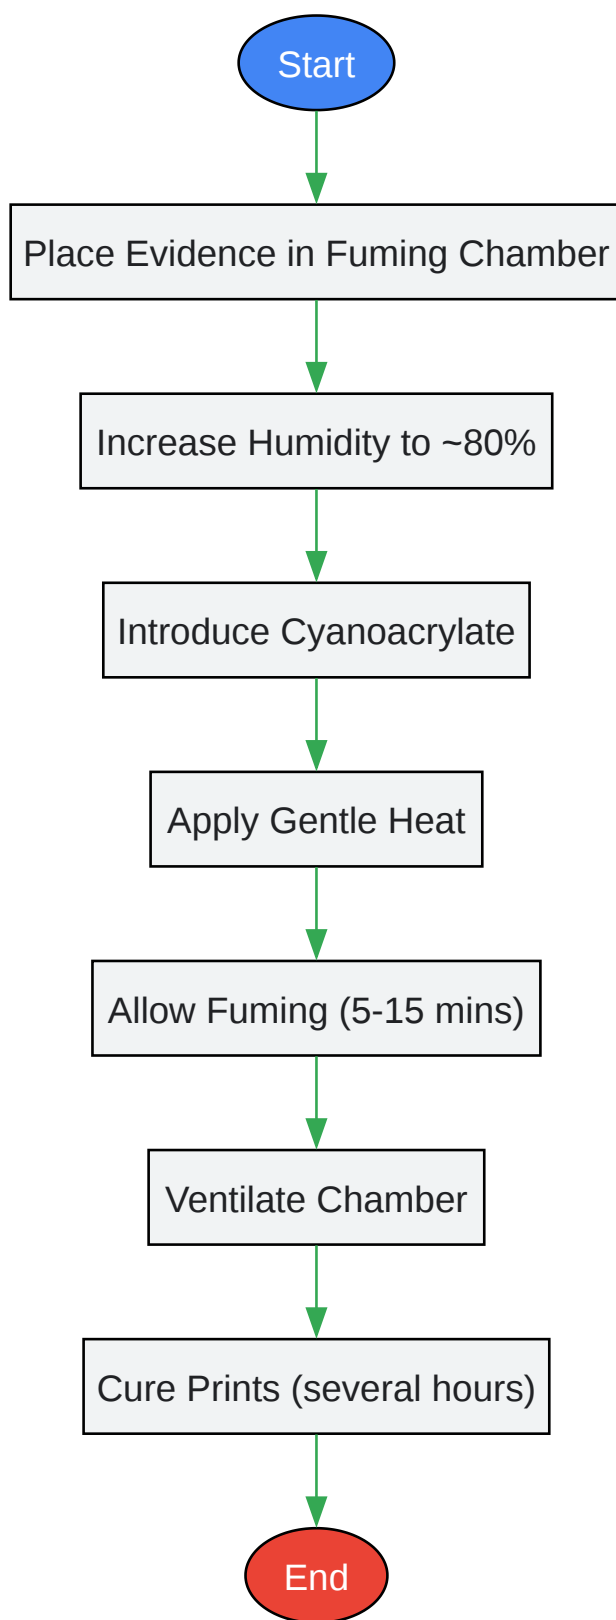 Start
Place Evidence in Fuming Chamber
Increase Humidity to ~80%
Introduce Cyanoacrylate
Apply Gentle Heat
Allow Fuming (5-15 mins)
Ventilate Chamber
Cure Prints (several hours)
End